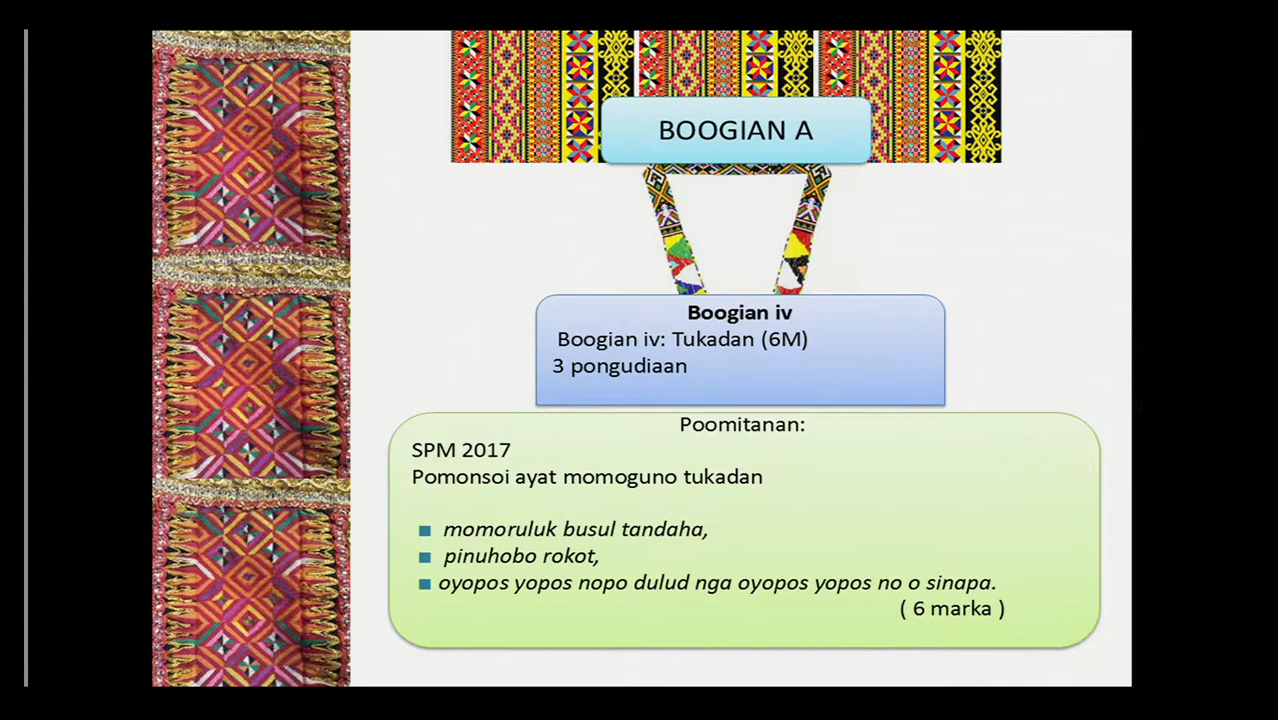 BOOGIAN A
Boogian iv
Boogian iv: Tukadan (6M)
3 pongudiaan
Poomitanan:
SPM 2017
Pomonsoi ayat momoguno tukadan
momoruluk busul tandaha,
pinuhobo rokot,
oyopos yopos nopo dulud nga oyopos yopos no o sinapa.
( 6 marka )